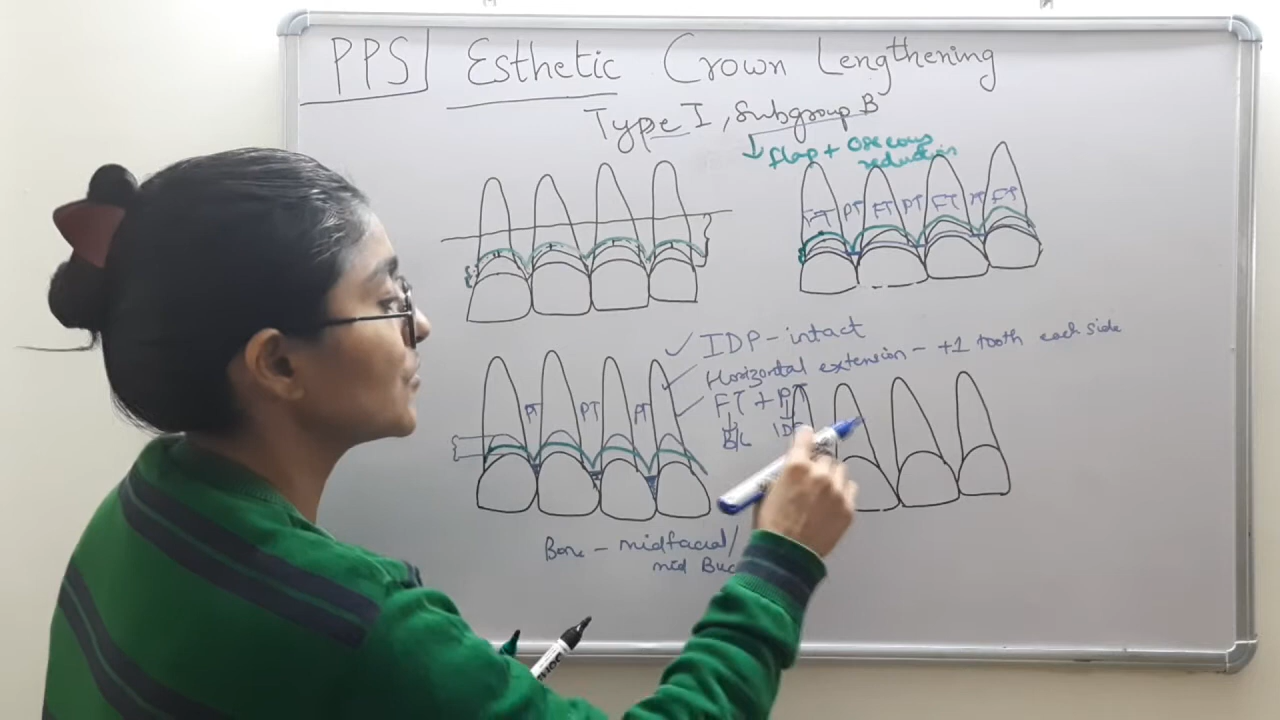 PPS Esthetic Crown Lengthening
Type I, Subgroup B
flap + Osseous
reduction
FT PT FT PT FT PT FT
IDP - intact
Horizontal extension - +1 tooth each side
FT + PT
B/L
PT PT PT
Bone - midfacial/
mid Buc